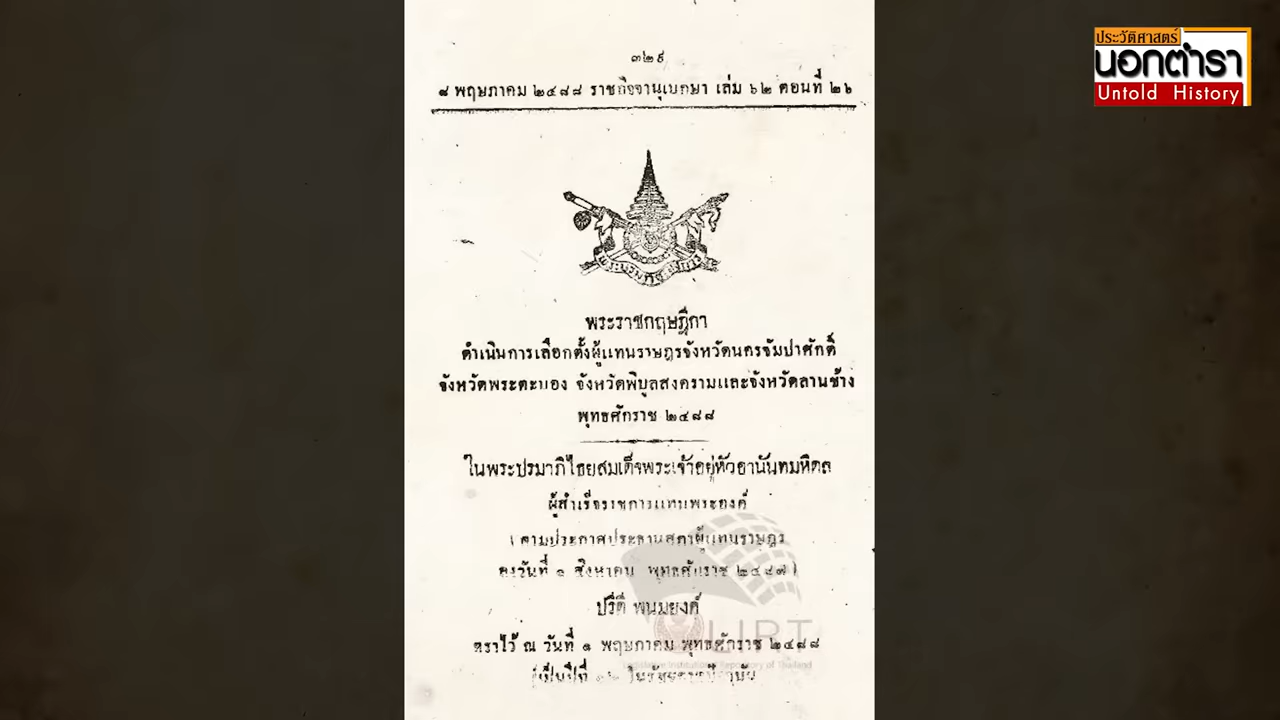 ประวัติศาสตร์
นอกตำรา
Untold History
๓๒๙
๘ พฤษภาคม ๒๔๘๘ ราชกิจจานุเบกษา เล่ม ๖๒ ตอนที่ ๒๖
พระราชกฤษฎีกา
ดำเนินการเลือกตั้งผู้แทนราษฎรจังหวัดนครจัมปาศักดิ์
จังหวัดพระตะบอง จังหวัดพิบูลสงครามและจังหวัดลานช้าง
พุทธศักราช ๒๔๘๘
ในพระปรมาภิไธยสมเด็จพระเจ้าอยู่หัวอานันทมหิดล
ผู้สำเร็จราชการแทนพระองค์
(ตามประกาศประธานสภาผู้แทนราษฎร
ลงวันที่ ๑ สิงหาคม พุทธศักราช ๒๔๘๗)
ปรีดี พนมยงค์
ตราไว้ ณ วันที่ ๑ พฤษภาคม พุทธศักราช ๒๔๘๘
เป็นปีที่ ๑๒ ในรัชกาลปัจจุบัน
LIRT
Legislative Institutional Repository of Thailand